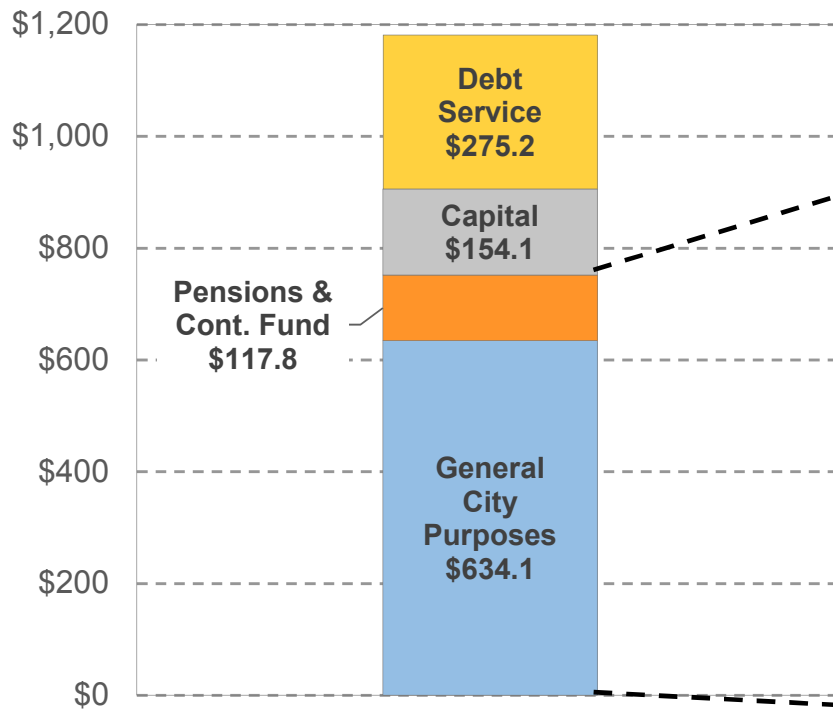 $1,200
$1,000
$800
$600
$400
$200
$0
Debt
Service
$275.2
Capital
$154.1
Pensions &
Cont. Fund
$117.8
General
City
Purposes
$634.1